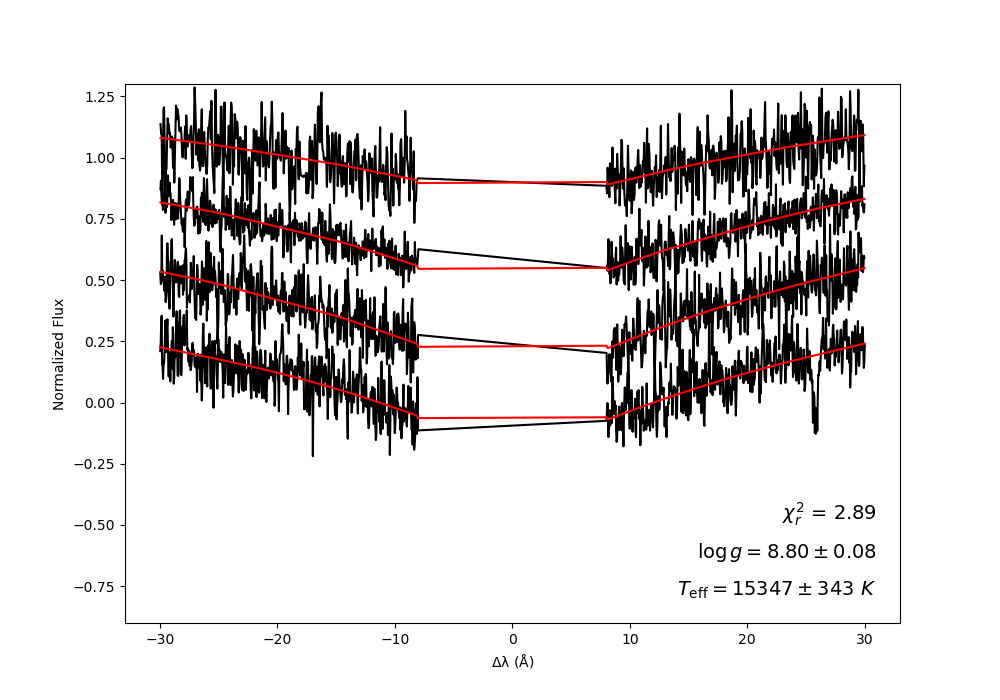 1.25
1.00
0.75
0.50
0.25
0.00
−0.25
−0.50
−0.75
Normalized Flux
χ²ᵣ = 2.89
log g = 8.80 ± 0.08
T_eff = 15347 ± 343 K
−30 −20 −10 0 10 20 30
Δλ (Å)